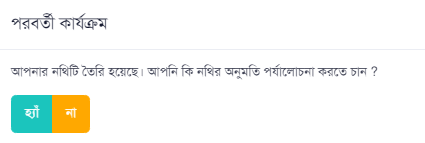 পরবর্তী কার্যক্রম
আপনার নথিটি তৈরি হয়েছে। আপনি কি নথির অনুমতি পর্যালোচনা করতে চান ?
হ্যাঁ না